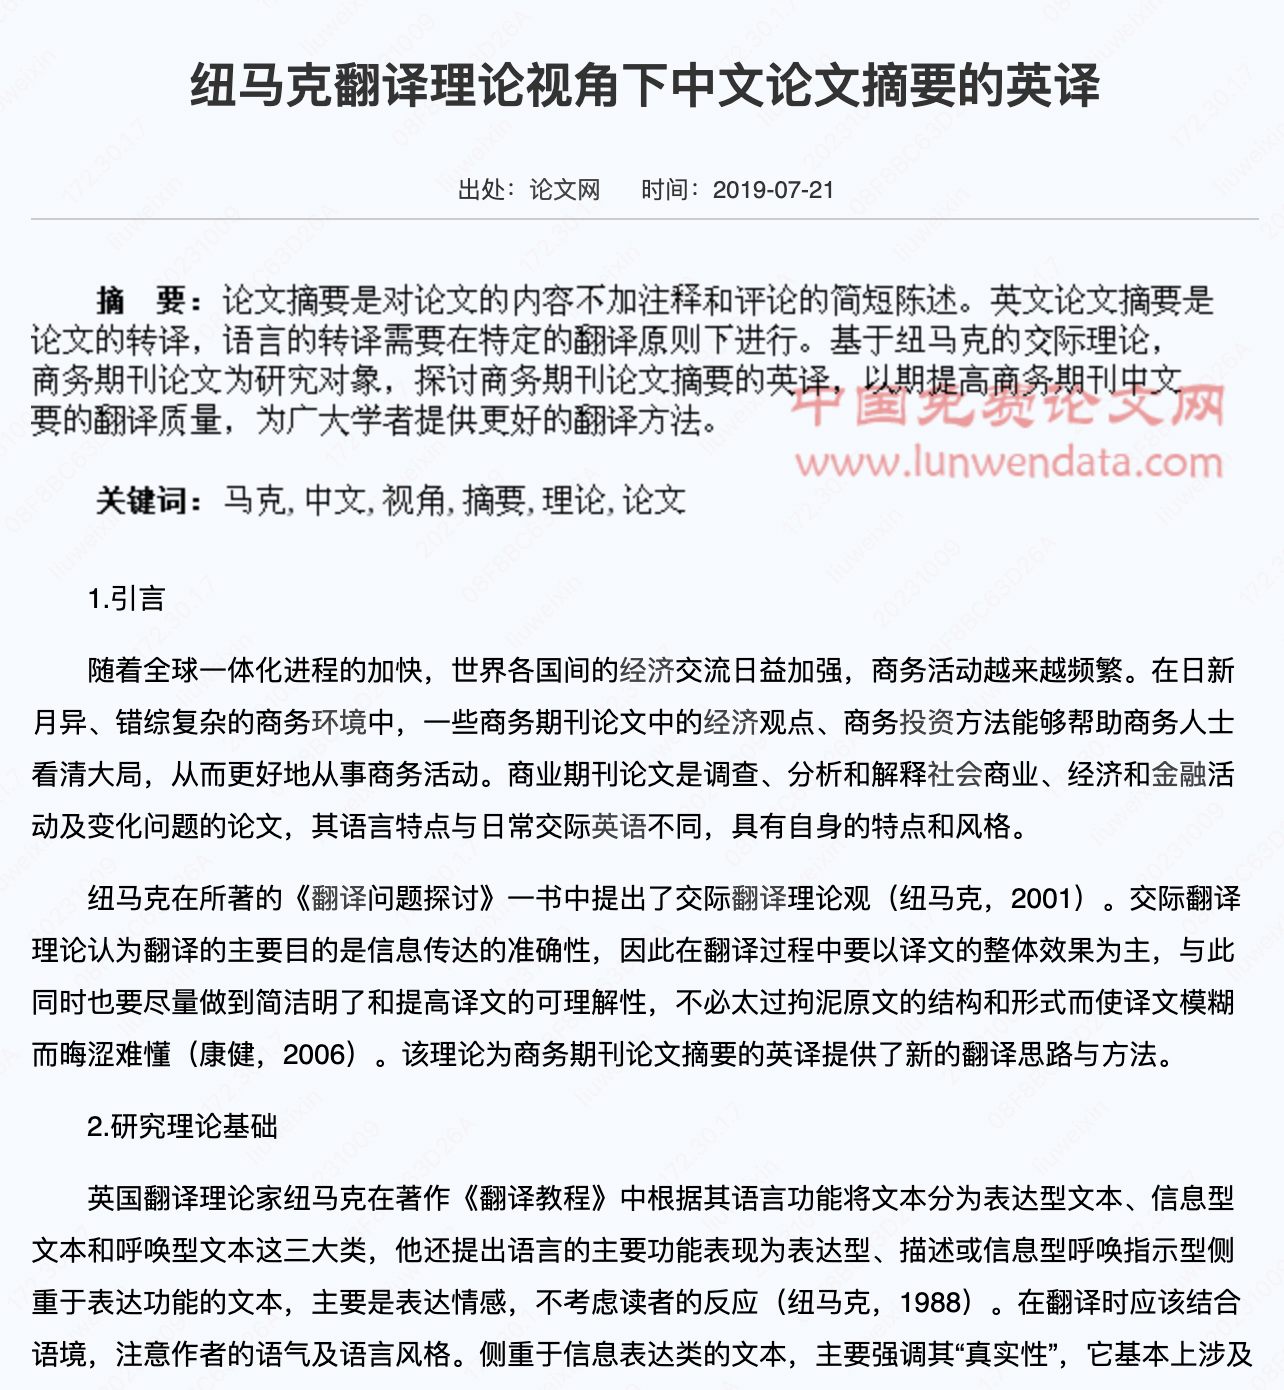 纽马克翻译理论视角下中文论文摘要的英译
出处：论文网 时间：2019-07-21
摘 要：论文摘要是对论文的内容不加注释和评论的简短陈述。英文论文摘要是
论文的转译，语言的转译需要在特定的翻译原则下进行。基于纽马克的交际理论，
商务期刊论文为研究对象，探讨商务期刊论文摘要的英译，以期提高商务期刊中文
要的翻译质量，为广大学者提供更好的翻译方法。
中国免费论文网
www.lunwendata.com
关键词：马克,中文,视角,摘要,理论,论文
1.引言
随着全球一体化进程的加快，世界各国间的经济交流日益加强，商务活动越来越频繁。在日新
月异、错综复杂的商务环境中，一些商务期刊论文中的经济观点、商务投资方法能够帮助商务人士
看清大局，从而更好地从事商务活动。商业期刊论文是调查、分析和解释社会商业、经济和金融活
动及变化问题的论文，其语言特点与日常交际英语不同，具有自身的特点和风格。
纽马克在所著的《翻译问题探讨》一书中提出了交际翻译理论观（纽马克，2001）。交际翻译
理论认为翻译的主要目的是信息传达的准确性，因此在翻译过程中要以译文的整体效果为主，与此
同时也要尽量做到简洁明了和提高译文的可理解性，不必太过拘泥原文的结构和形式而使译文模糊
而晦涩难懂（康健，2006）。该理论为商务期刊论文摘要的英译提供了新的翻译思路与方法。
2.研究理论基础
英国翻译理论家纽马克在著作《翻译教程》中根据其语言功能将文本分为表达型文本、信息型
文本和呼唤型文本这三大类，他还提出语言的主要功能表现为表达型、描述或信息型呼唤指示型侧
重于表达功能的文本，主要是表达情感，不考虑读者的反应（纽马克，1988）。在翻译时应该结合
语境，注意作者的语气及语言风格。侧重于信息表达类的文本，主要强调其“真实性”，它基本上涉及